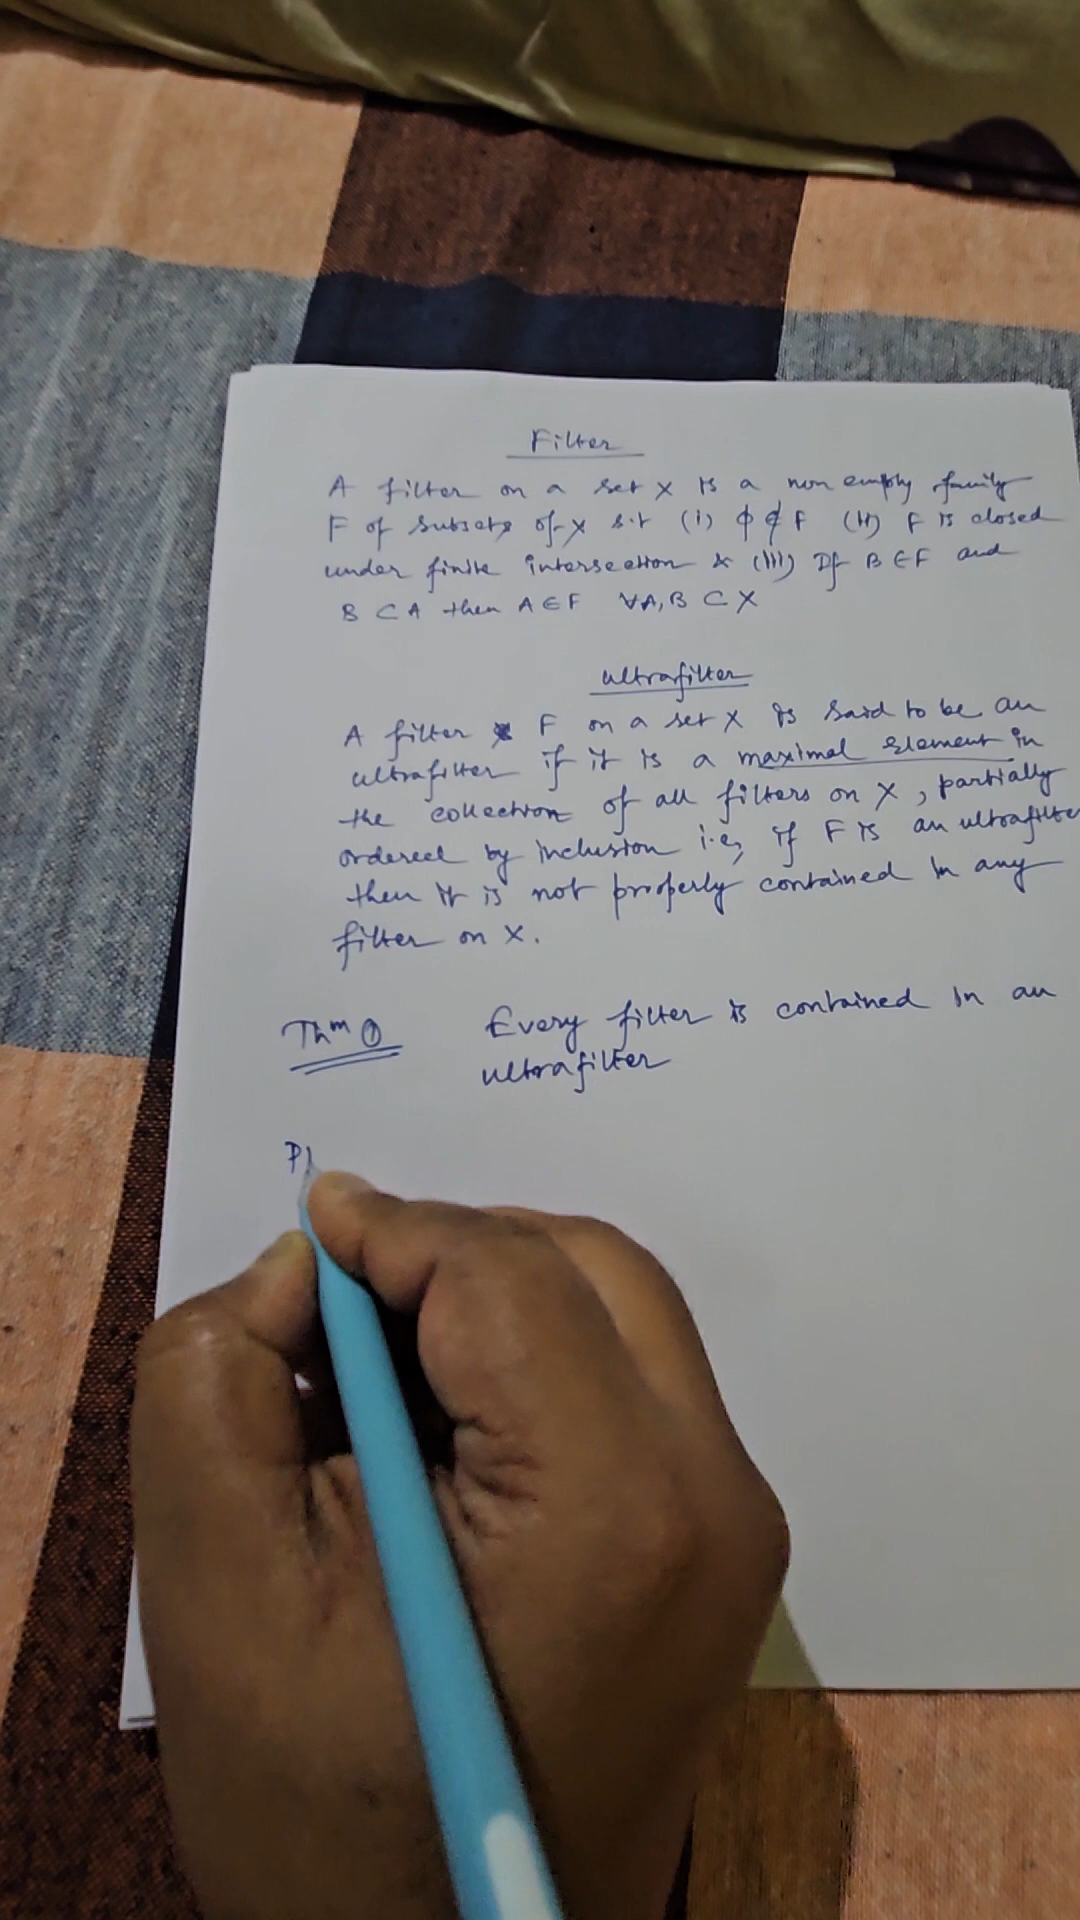 Filter
A filter on a set X is a non empty family
F of subsets of X s.t (i) ϕ ∉ F (ii) F is closed
under finite intersection & (iii) If B ∈ F and
B ⊂ A then A ∈ F ∀A, B ⊂ X
Ultrafilter
A filter F on a set X is said to be an
ultrafilter if it is a maximal element in
the collection of all filters on X, partially
ordered by inclusion i.e, if F is an ultrafilter
then it is not properly contained in any
filter on X.
Thm ① Every filter is contained in an
ultrafilter